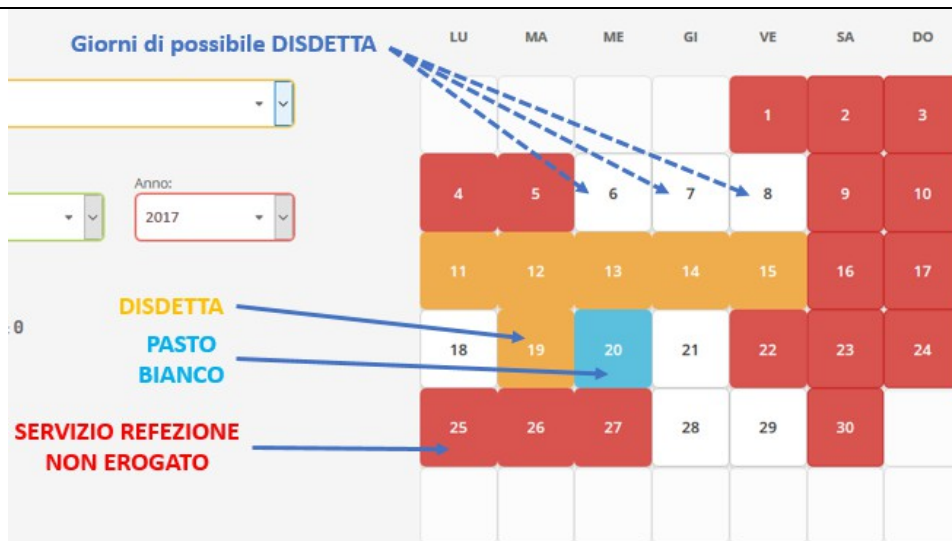 Giorni di possibile DISDETTA
LU MA ME GI VE SA DO
1 2 3
Anno:
2017
4 5 6 7 8 9 10
11 12 13 14 15 16 17
DISDETTA
: 0
PASTO
BIANCO
18 19 20 21 22 23 24
SERVIZIO REFEZIONE
NON EROGATO
25 26 27 28 29 30